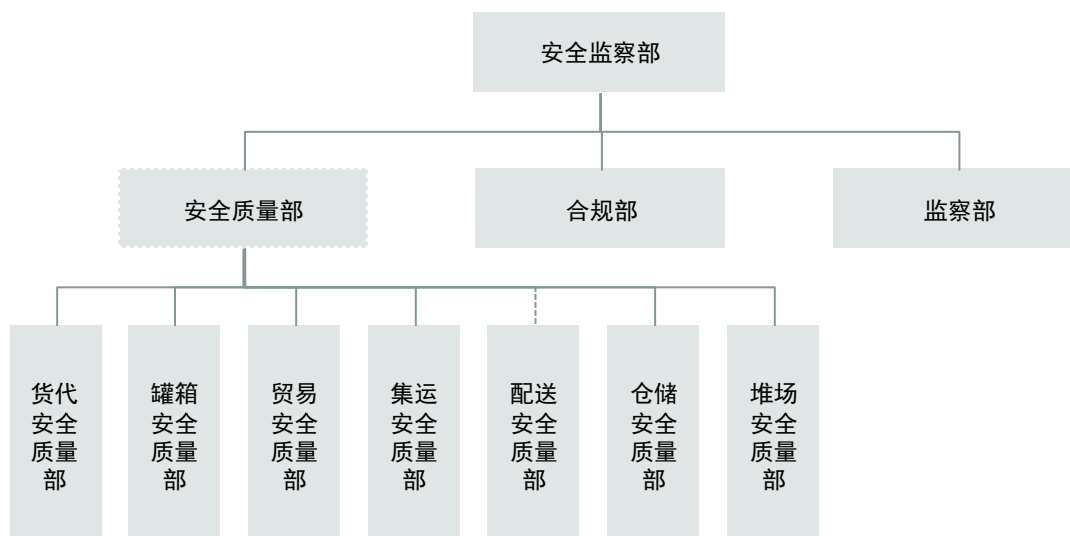 安全监察部
安全质量部
合规部
监察部
货代
安全
质量
部
罐箱
安全
质量
部
贸易
安全
质量
部
集运
安全
质量
部
配送
安全
质量
部
仓储
安全
质量
部
堆场
安全
质量
部